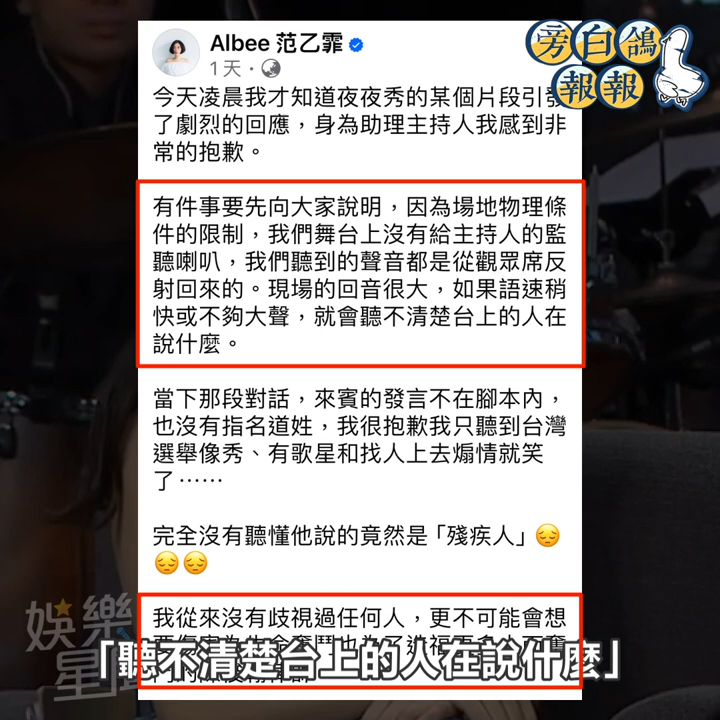 Albee 范乙霏
1天
旁白鴿
報報
今天凌晨我才知道夜夜秀的某個片段引發
了劇烈的回應，身為助理主持人我感到非
常的抱歉。
有件事要先向大家說明，因為場地物理條
件的限制，我們舞台上沒有給主持人的監
聽喇叭，我們聽到的聲音都是從觀眾席反
射回來的。現場的回音很大，如果語速稍
快或不夠大聲，就會聽不清楚台上的人在
說什麼。
當下那段對話，來賓的發言不在腳本內，
也沒有指名道姓，我很抱歉我只聽到台灣
選舉像秀、有歌星和找人上去煽情就笑
了⋯⋯
完全沒有聽懂他說的竟然是「殘疾人」😔
😔😔
我從來沒有歧視過任何人，更不可能會想
娛樂
星
「聽不清楚台上的人在說什麼」